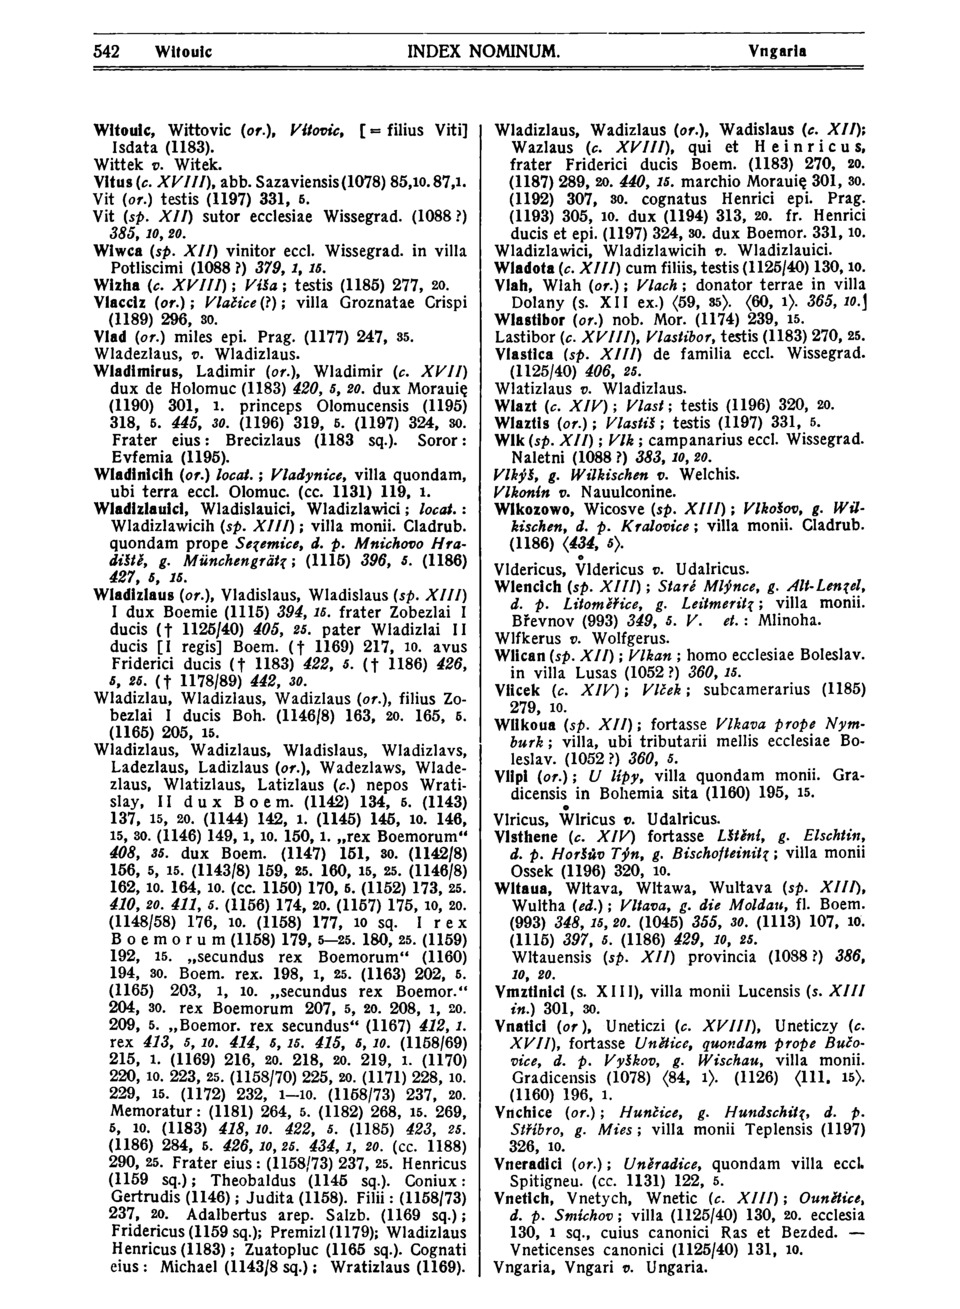 542 Witouic INDEX NOMINUM. Vngaria
Witouic, Wittovic (or.), Vítovic, [= filius Viti]
Isdata (1183).
Wittek v. Witek.
Vitus (c. XVIII), abb. Sazaviensis (1078) 85,10. 87,1.
Vit (or.) testis (1197) 331, 5.
Vit (sp. XII) sutor ecclesiae Wissegrad. (1088 ?)
385, 10, 20.
Wiwca (sp. XII) vinitor eccl. Wissegrad. in villa
Potliscimi (1088 ?) 379, 1, 15.
Wizha (c. XVIII) ; Víša ; testis (1185) 277, 20.
Vlacciz (or.) ; Vlačice (?) ; villa Groznatae Crispi
(1189) 296, 30.
Vlad (or.) miles epi. Prag. (1177) 247, 35.
Wladezlaus, v. Wladizlaus.
Wladimirus, Ladimir (or.), Wladimir (c. XVII)
dux de Holomuc (1183) 420, 5, 20. dux Morauię
(1190) 301, 1. princeps Olomucensis (1195)
318, 5. 445, 30. (1196) 319, 5. (1197) 324, 30.
Frater eius : Brecizlaus (1183 sq.). Soror :
Evfemia (1195).
Wladinicih (or.) locat. ; Vladynice, villa quondam,
ubi terra eccl. Olomuc. (cc. 1131) 119, 1.
Wladizlauici, Wladislauici, Wladizlawici ; locat. :
Wladizlawicih (sp. XIII) ; villa monii. Cladrub.
quondam prope Sezemice, d. p. Mnichovo Hra-
diště, g. Münchengrätz ; (1115) 396, 5. (1186)
427, 5, 15.
Wladizlaus (or.), Vladislaus, Wladislaus (sp. XIII)
I dux Boemie (1115) 394, 15. frater Zobezlai I
ducis († 1125/40) 405, 25. pater Wladizlai II
ducis [I regis] Boem. († 1169) 217, 10. avus
Friderici ducis († 1183) 422, 5. († 1186) 426,
5, 25. († 1178/89) 442, 30.
Wladizlau, Wladizlaus, Wadizlaus (or.), filius Zo-
bezlai I ducis Boh. (1146/8) 163, 20. 165, 5.
(1165) 205, 15.
Wladizlaus, Wadizlaus, Wladislaus, Wladizlavs,
Ladezlaus, Ladizlaus (or.), Wadezlaws, Wlade-
zlaus, Wlatizlaus, Latizlaus (c.) nepos Wrati-
slay, II dux Boem. (1142) 134, 5. (1143)
137, 15, 20. (1144) 142, 1. (1145) 145, 10. 146,
15, 30. (1146) 149, 1, 10. 150, 1. „rex Boemorum“
408, 35. dux Boem. (1147) 151, 30. (1142/8)
156, 5, 15. (1143/8) 159, 25. 160, 15, 25. (1146/8)
162, 10. 164, 10. (cc. 1150) 170, 5. (1152) 173, 25.
410, 20. 411, 5. (1156) 174, 20. (1157) 175, 10, 20.
(1148/58) 176, 10. (1158) 177, 10 sq. I rex
Boemorum (1158) 179, 5—25. 180, 25. (1159)
192, 15. „secundus rex Boemorum“ (1160)
194, 30. Boem. rex. 198, 1, 25. (1163) 202, 5.
(1165) 203, 1, 10. „secundus rex Boemor.“
204, 30. rex Boemorum 207, 5, 20. 208, 1, 20.
209, 5. „Boemor. rex secundus“ (1167) 412, 1.
rex 413, 5, 10. 414, 5, 15. 415, 5, 10. (1158/69)
215, 1. (1169) 216, 20. 218, 20. 219, 1. (1170)
220, 10. 223, 25. (1158/70) 225, 20. (1171) 228, 10.
229, 15. (1172) 232, 1—10. (1158/73) 237, 20.
Memoratur : (1181) 264, 5. (1182) 268, 15. 269,
5, 10. (1183) 418, 10. 422, 5. (1185) 423, 25.
(1186) 284, 5. 426, 10, 25. 434, 1, 20. (cc. 1188)
290, 25. Frater eius : (1158/73) 237, 25. Henricus
(1159 sq.) ; Theobaldus (1145 sq.). Coniux :
Gertrudis (1146) ; Judita (1158). Filii : (1158/73)
237, 20. Adalbertus arep. Salzb. (1169 sq.) ;
Fridericus (1159 sq.); Premizl (1179); Wladizlaus
Henricus (1183) ; Zuatopluc (1165 sq.). Cognati
eius : Michael (1143/8 sq.) ; Wratizlaus (1169).
Wladizlaus, Wadizlaus (or.), Wadislaus (c. XII);
Wazlaus (c. XVIII), qui et Heinricus,
frater Friderici ducis Boem. (1183) 270, 20.
(1187) 289, 20. 440, 15. marchio Morauię 301, 30.
(1192) 307, 30. cognatus Henrici epi. Prag.
(1193) 305, 10. dux (1194) 313, 20. fr. Henrici
ducis et epi. (1197) 324, 30. dux Boemor. 331, 10.
Wladizlawici, Wladizlawicih v. Wladizlauici.
Wladota (c. XIII) cum filiis, testis (1125/40) 130, 10.
Vlah, Wlah (or.) ; Vlach ; donator terrae in villa
Dolany (s. XII ex.) ⟨59, 35⟩. ⟨60, 1⟩. 365, 10.]
Wlastibor (or.) nob. Mor. (1174) 239, 15.
Lastibor (c. XVIII), Vlastibor, testis (1183) 270, 25.
Vlastica (sp. XIII) de familia eccl. Wissegrad.
(1125/40) 406, 25.
Wlatizlaus v. Wladizlaus.
Wlazt (c. XIV) ; Vlast ; testis (1196) 320, 20.
Wlaztis (or.) ; Vlastiš ; testis (1197) 331, 5.
Wlk (sp. XII) ; Vlk ; campanarius eccl. Wissegrad.
Naletni (1088 ?) 383, 10, 20.
Vlkýš, g. Wilkischen v. Welchis.
Vlkonín v. Nauulconine.
Wlkozowo, Wicosve (sp. XIII) ; Vlkošov, g. Wil-
kischen, d. p. Kralovice ; villa monii. Cladrub.
(1186) ⟨434, 5⟩.
Vldericus, V̊ldericus v. Udalricus.
Wlencich (sp. XIII) ; Staré Mlýnce, g. Alt-Lenzel,
d. p. Litoměřice, g. Leitmeritz ; villa monii.
Břevnov (993) 349, 5. V. et. : Mlinoha.
Wlfkerus v. Wolfgerus.
Wlican (sp. XII) ; Vlkan ; homo ecclesiae Boleslav.
in villa Lusas (1052 ?) 360, 15.
Vlicek (c. XIV) ; Vlček ; subcamerarius (1185)
279, 10.
Wlikoua (sp. XII) ; fortasse Vlkava prope Nym-
burk ; villa, ubi tributarii mellis ecclesiae Bo-
leslav. (1052 ?) 360, 5.
Vlipi (or.) ; U lípy, villa quondam monii. Gra-
dicensis in Bohemia sita (1160) 195, 15.
Vlricus, W̊lricus v. Udalricus.
Vlsthene (c. XIV) fortasse Lštění, g. Elschtin,
d. p. Horšův Týn, g. Bischofteinitz ; villa monii
Ossek (1196) 320, 10.
Wltaua, Wltava, Wltawa, Wultava (sp. XIII),
Wultha (ed.) ; Vltava, g. die Moldau, fl. Boem.
(993) 348, 15, 20. (1045) 355, 30. (1113) 107, 10.
(1115) 397, 5. (1186) 429, 10, 25.
Wltauensis (sp. XII) provincia (1088 ?) 386,
10, 20.
Vmztinici (s. XIII), villa monii Lucensis (s. XIII
in.) 301, 30.
Vnatici (or), Uneticzi (c. XVIII), Uneticzy (c.
XVII), fortasse Unětice, quondam prope Bučo-
vice, d. p. Vyškov, g. Wischau, villa monii.
Gradicensis (1078) ⟨84, 1⟩. (1126) ⟨111, 15⟩.
(1160) 196, 1.
Vnchice (or.) ; Hunčice, g. Hundschitz, d. p.
Stříbro, g. Mies ; villa monii Teplensis (1197)
326, 10.
Vneradici (or.) ; Uněradice, quondam villa eccl.
Spitigneu. (cc. 1131) 122, 5.
Vnetich, Vnetych, Wnetic (c. XIII) ; Ounětice,
d. p. Smíchov ; villa (1125/40) 130, 20. ecclesia
130, 1 sq., cuius canonici Ras et Bezded. —
Vneticenses canonici (1125/40) 131, 10.
Vngaria, Vngari v. Ungaria.